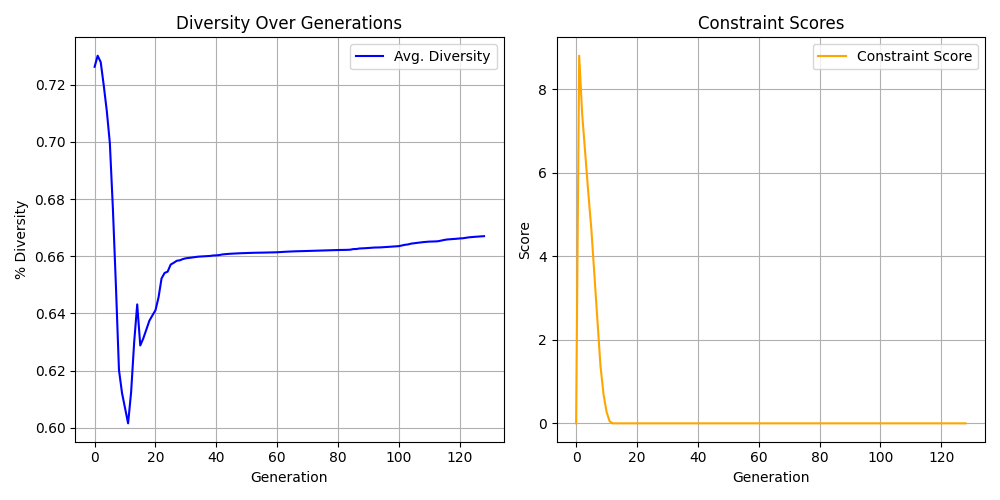 Diversity Over Generations
Avg. Diversity
% Diversity
0.72
0.70
0.68
0.66
0.64
0.62
0.60
0 20 40 60 80 100 120
Generation
Constraint Scores
Constraint Score
Score
8
6
4
2
0
0 20 40 60 80 100 120
Generation